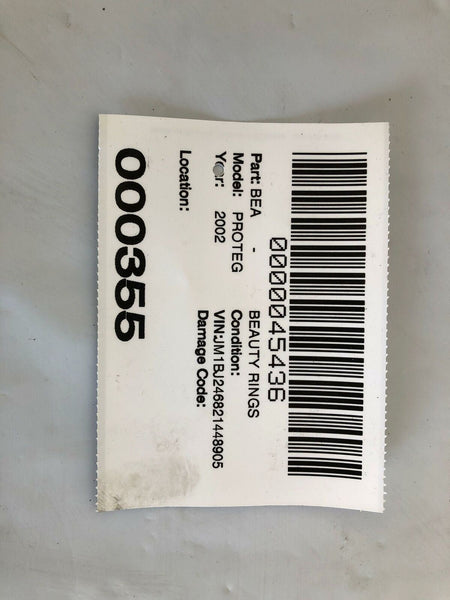 0000045436
Part: BEA - BEAUTY RINGS
Model: PROTEG Condition:
Year: 2002 VIN:JM1BJ246821448905
Damage Code:
Location:
000355